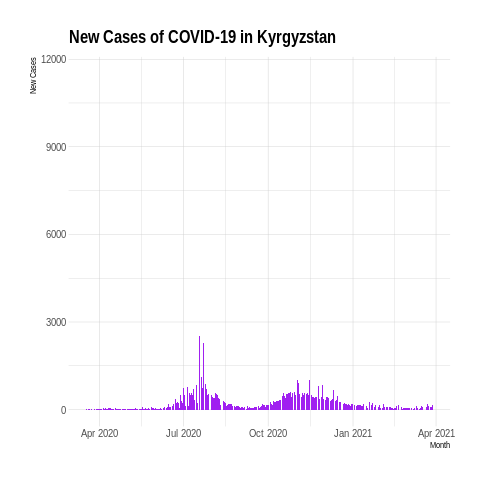 New Cases of COVID-19 in Kyrgyzstan
New Cases
12000
9000
6000
3000
0
Apr 2020 Jul 2020 Oct 2020 Jan 2021 Apr 2021
Month